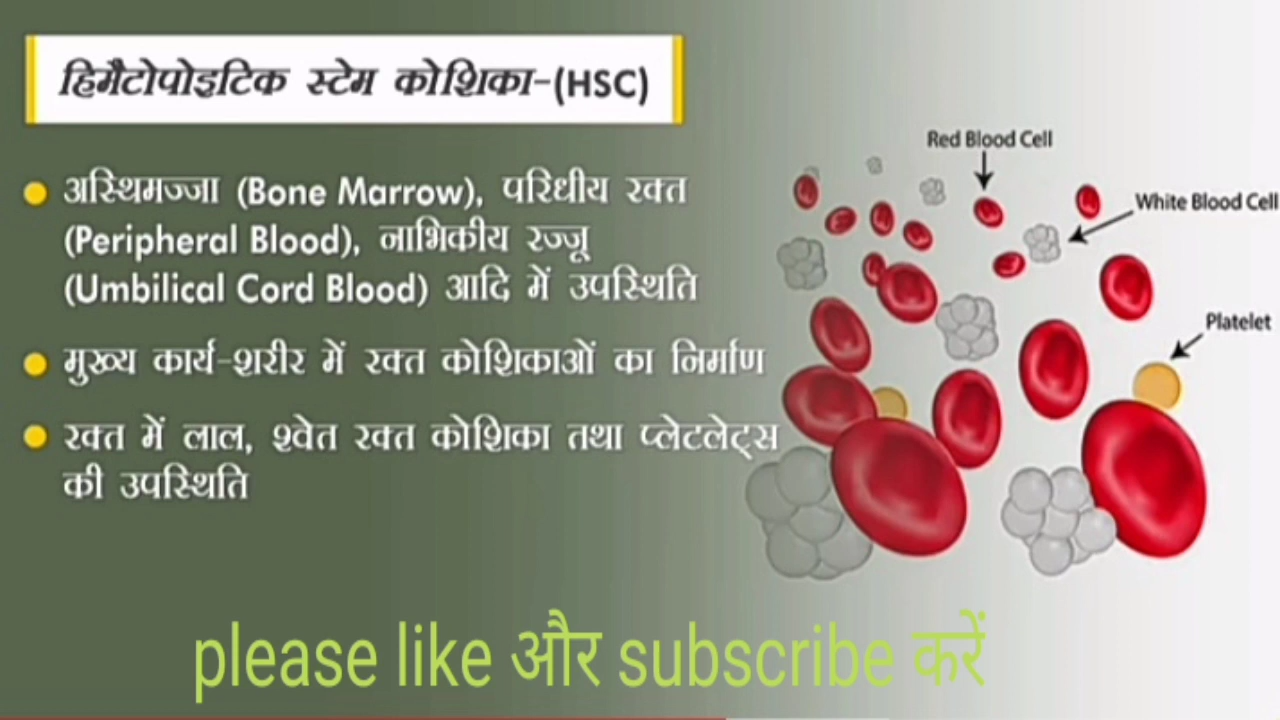 हिमैटोपोइटिक स्टेम कोशिका-(HSC)
अस्थिमज्जा (Bone Marrow), परिधीय रक्त
(Peripheral Blood), नाभिकीय रज्जू
(Umbilical Cord Blood) आदि में उपस्थिति
मुख्य कार्य-शरीर में रक्त कोशिकाओं का निर्माण
रक्त में लाल, श्वेत रक्त कोशिका तथा प्लेटलेट्स
की उपस्थिति
Red Blood Cell
White Blood Cell
Platelet
please like और subscribe करें